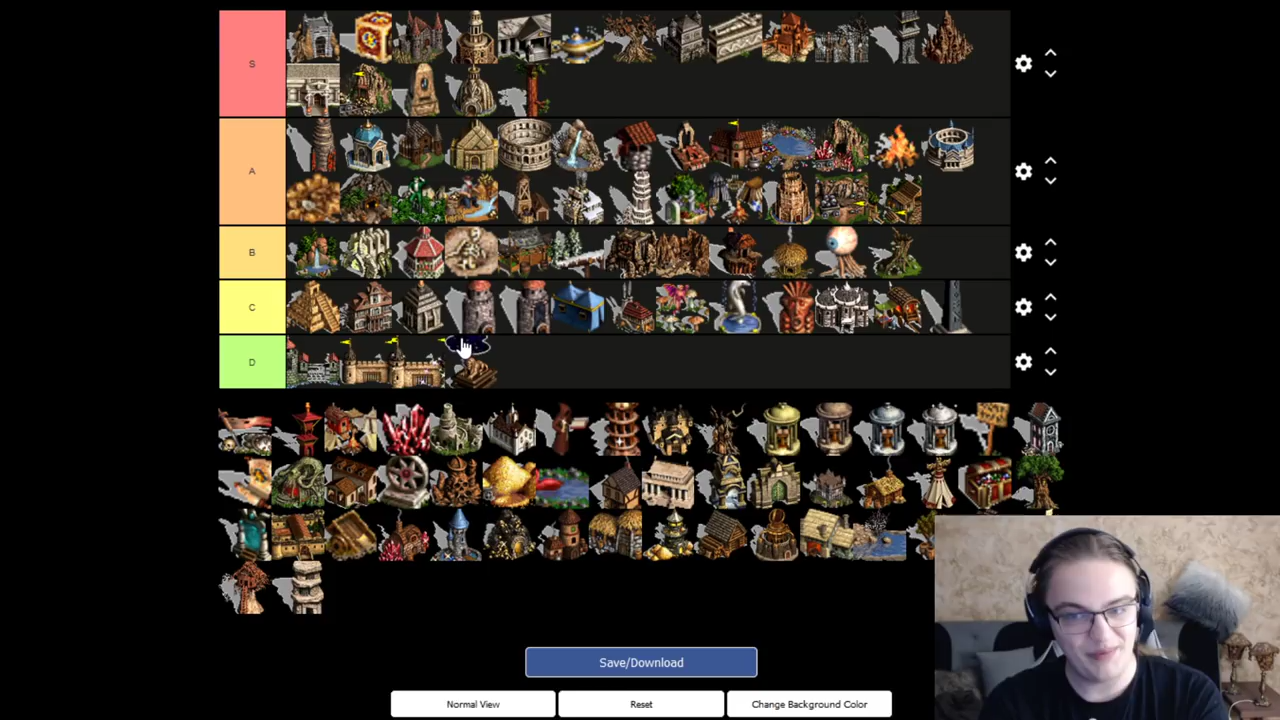 S
A
B
C
D
Save/Download
Normal View
Reset
Change Background Color